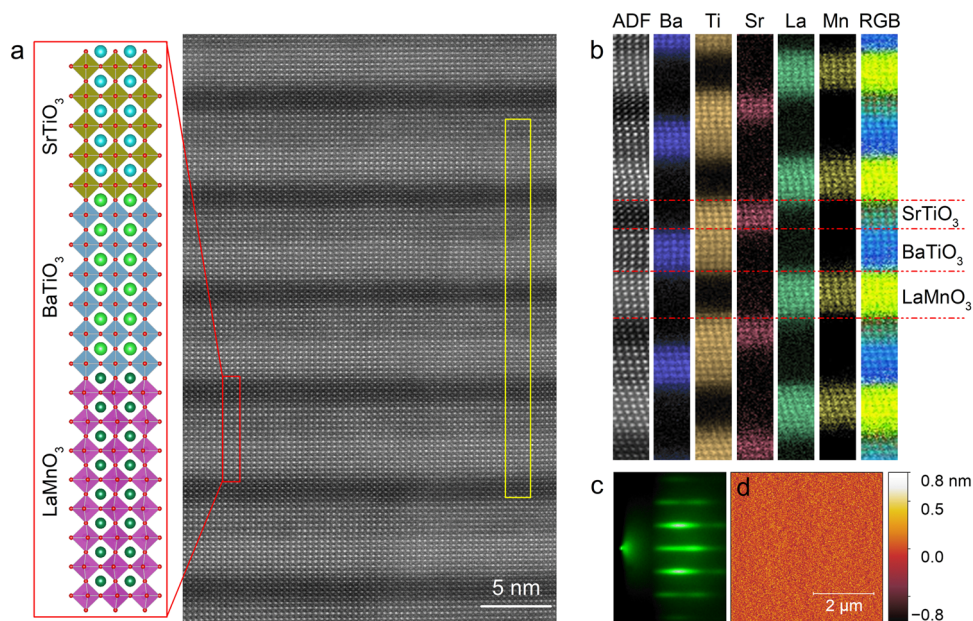 a
SrTiO3
BaTiO3
LaMnO3
5 nm
b
ADF Ba Ti Sr La Mn RGB
SrTiO3
BaTiO3
LaMnO3
c
d
2 µm
0.8 nm
0.5
0.0
−0.8